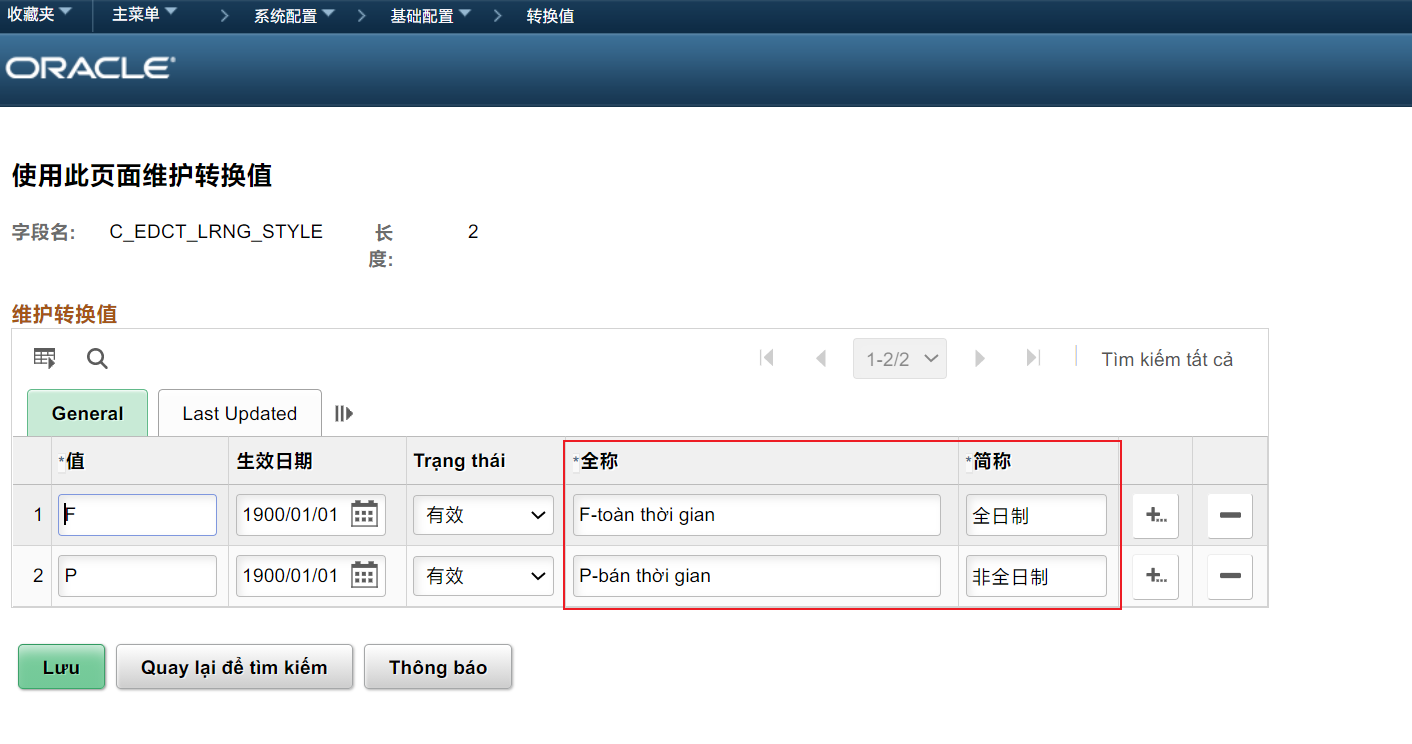 收藏夹 主菜单 系统配置 基础配置 转换值
ORACLE
使用此页面维护转换值
字段名: C_EDCT_LRNG_STYLE 长度: 2
维护转换值
1-2/2 Tìm kiếm tất cả
General Last Updated
*值 生效日期 Trạng thái *全称 *简称
1 F 1900/01/01 有效 F-toàn thời gian 全日制
2 P 1900/01/01 有效 P-bán thời gian 非全日制
Lưu Quay lại để tìm kiếm Thông báo